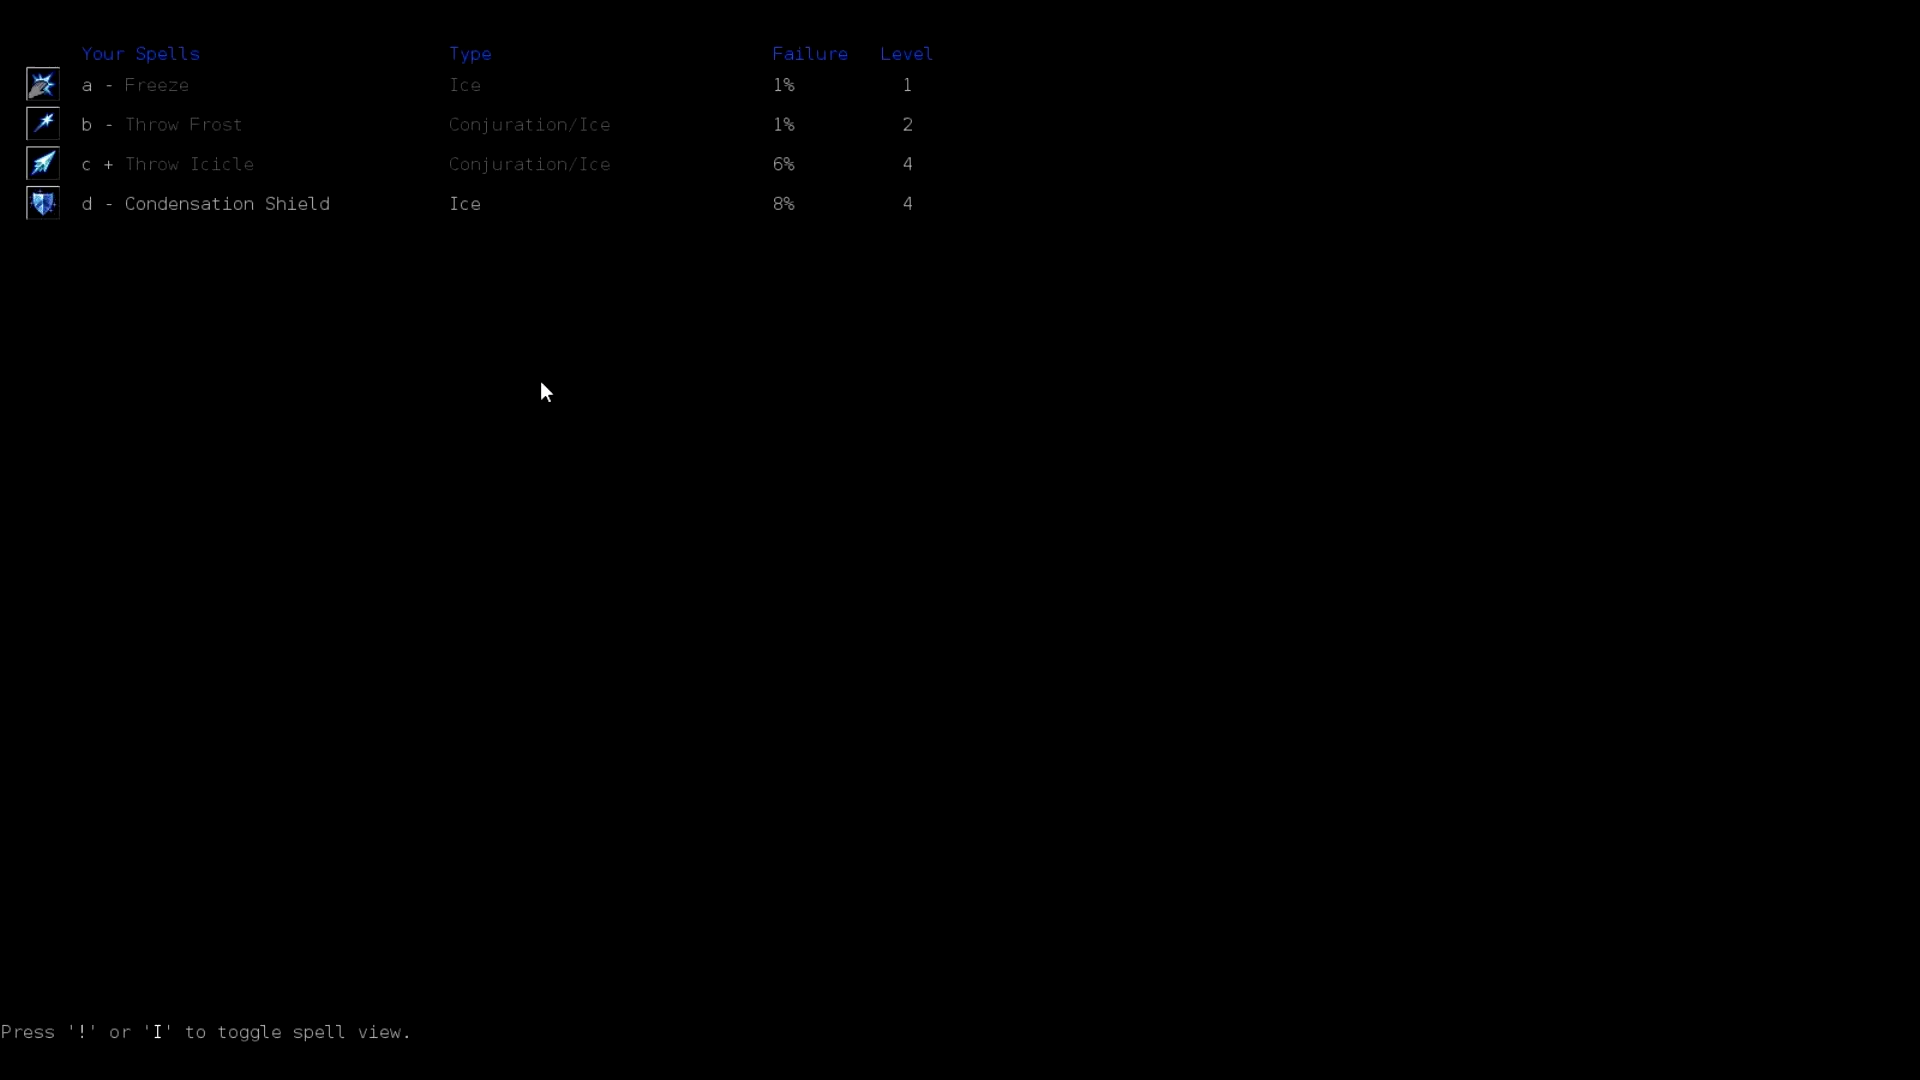 Your Spells Type Failure Level
a - Freeze Ice 1% 1
b - Throw Frost Conjuration/Ice 1% 2
c + Throw Icicle Conjuration/Ice 6% 4
d - Condensation Shield Ice 8% 4
Press '!' or 'I' to toggle spell view.